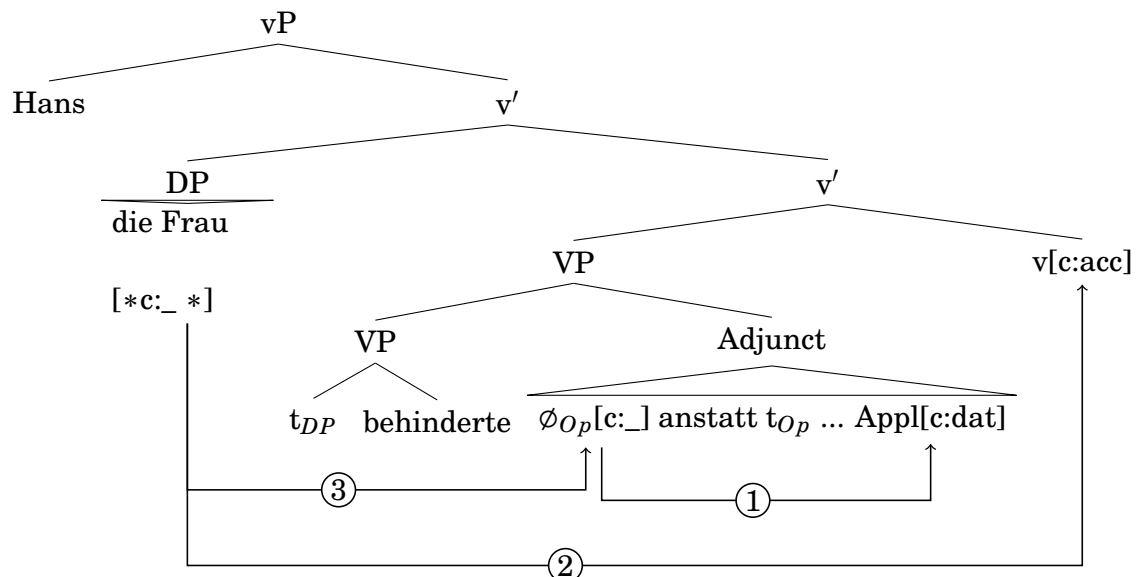 vP
Hans v′
DP v′
die Frau
VP v[c:acc]
[∗c:_ ∗]
VP Adjunct
t_DP behinderte ∅_Op[c:_] anstatt t_Op ... Appl[c:dat]
3 1
2